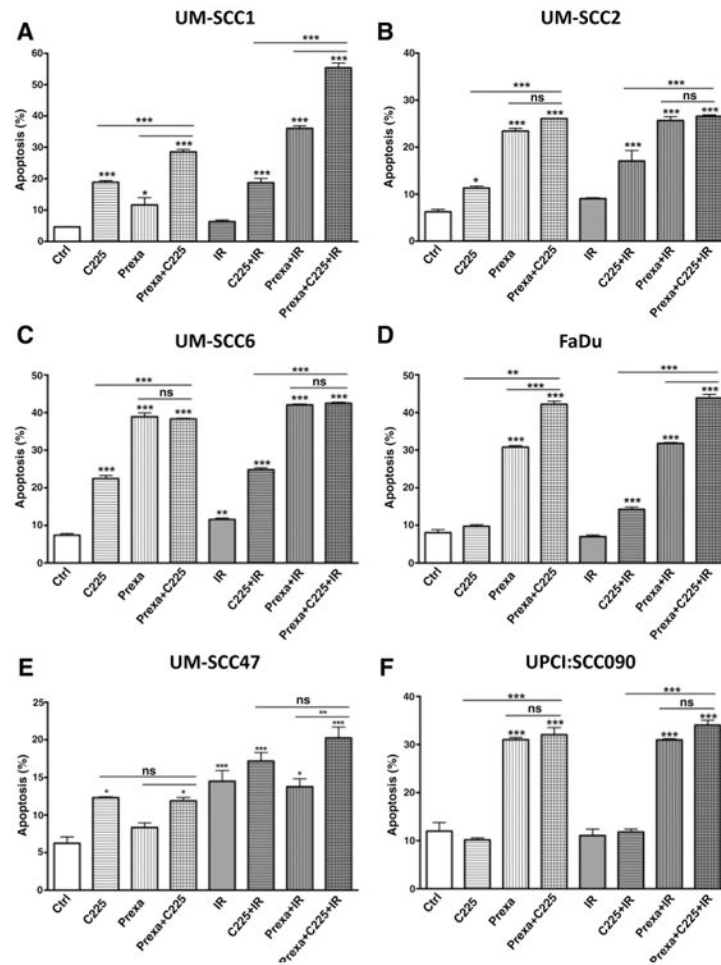 A
UM-SCC1
Apoptosis (%)
60
50
40
30
20
10
0
***
***
***
*
***
***
***
***
Ctrl
C225
Prexa
Prexa+C225
IR
C225+IR
Prexa+IR
Prexa+C225+IR
B
UM-SCC2
Apoptosis (%)
40
30
20
10
0
***
ns
*
***
***
***
ns
***
***
***
Ctrl
C225
Prexa
Prexa+C225
IR
C225+IR
Prexa+IR
Prexa+C225+IR
C
UM-SCC6
Apoptosis (%)
50
40
30
20
10
0
***
ns
***
***
***
***
ns
**
***
***
***
Ctrl
C225
Prexa
Prexa+C225
IR
C225+IR
Prexa+IR
Prexa+C225+IR
D
FaDu
Apoptosis (%)
50
40
30
20
10
0
**
***
***
***
***
***
***
***
Ctrl
C225
Prexa
Prexa+C225
IR
C225+IR
Prexa+IR
Prexa+C225+IR
E
UM-SCC47
Apoptosis (%)
25
20
15
10
5
0
ns
*
*
ns
**
***
***
*
***
Ctrl
C225
Prexa
Prexa+C225
IR
C225+IR
Prexa+IR
Prexa+C225+IR
F
UPCI:SCC090
Apoptosis (%)
40
30
20
10
0
***
ns
***
***
***
ns
***
***
Ctrl
C225
Prexa
Prexa+C225
IR
C225+IR
Prexa+IR
Prexa+C225+IR